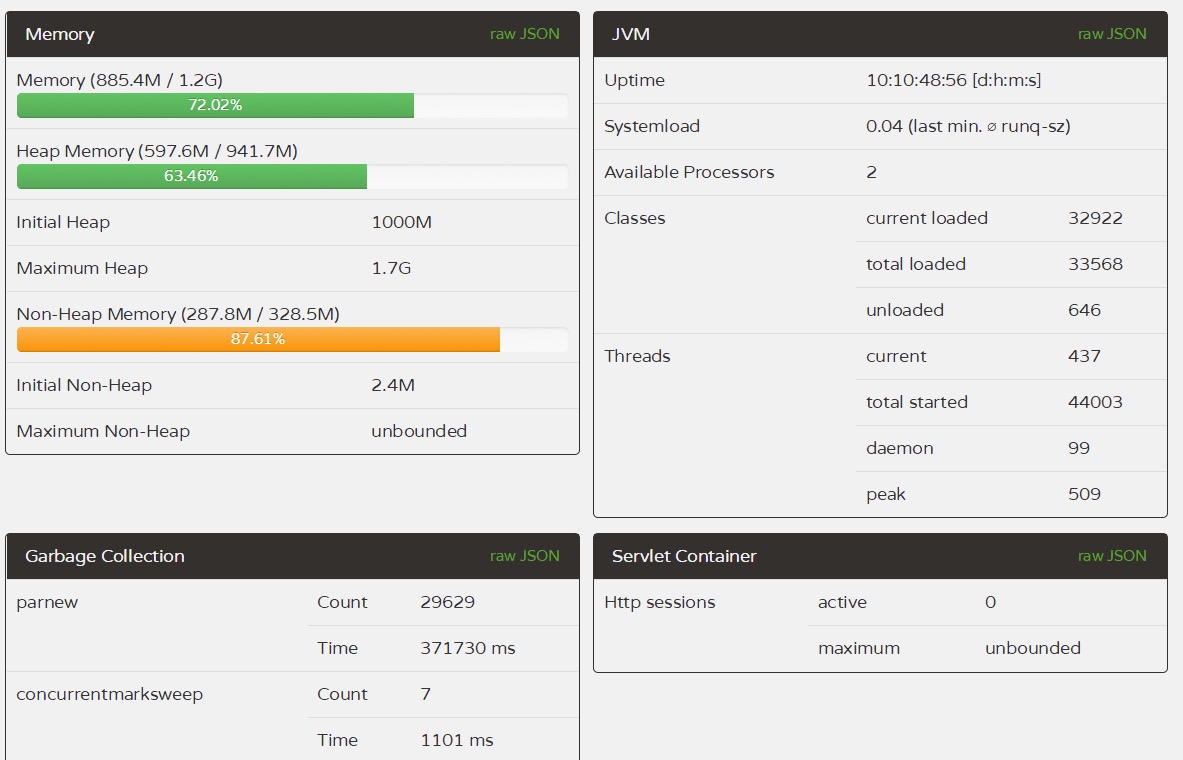 Memory raw JSON
Memory (885.4M / 1.2G)
72.02%
Heap Memory (597.6M / 941.7M)
63.46%
Initial Heap 1000M
Maximum Heap 1.7G
Non-Heap Memory (287.8M / 328.5M)
87.61%
Initial Non-Heap 2.4M
Maximum Non-Heap unbounded
JVM raw JSON
Uptime 10:10:48:56 [d:h:m:s]
Systemload 0.04 (last min. ⌀ runq-sz)
Available Processors 2
Classes current loaded 32922
total loaded 33568
unloaded 646
Threads current 437
total started 44003
daemon 99
peak 509
Garbage Collection raw JSON
parnew Count 29629
Time 371730 ms
concurrentmarksweep Count 7
Time 1101 ms
Servlet Container raw JSON
Http sessions active 0
maximum unbounded